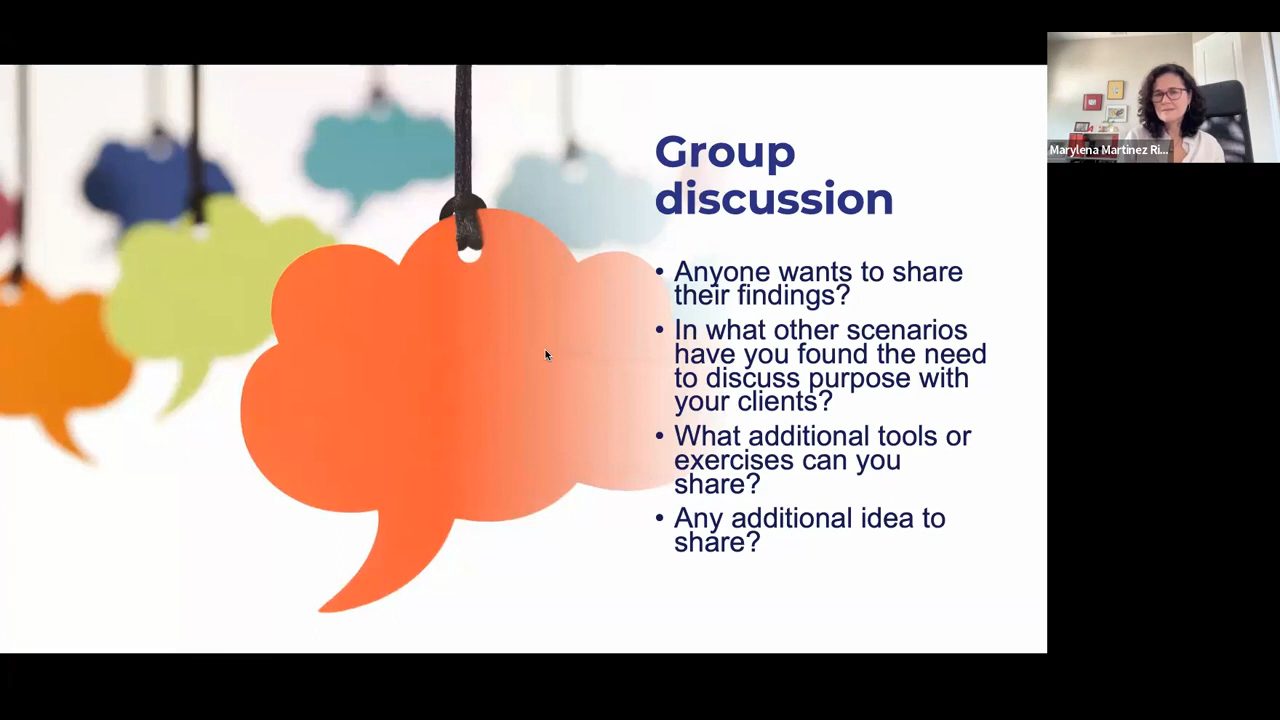 Group
discussion
• Anyone wants to share
their findings?
• In what other scenarios
have you found the need
to discuss purpose with
your clients?
• What additional tools or
exercises can you
share?
• Any additional idea to
share?
Marylena Martinez Ri...